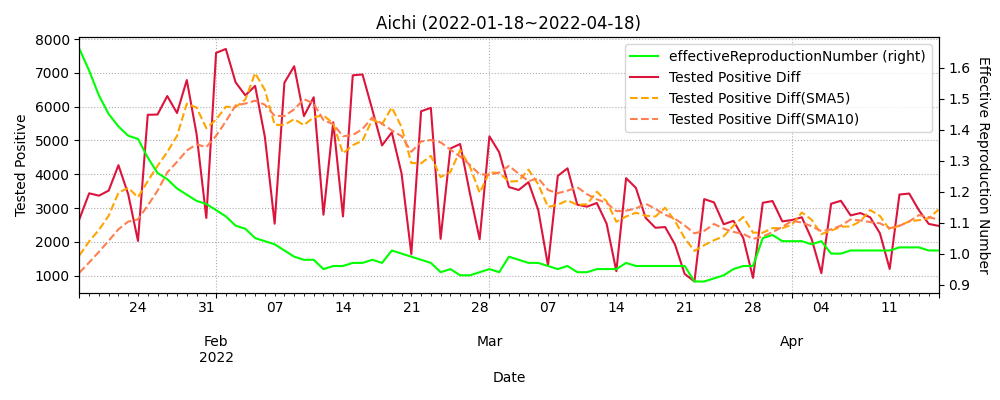 Aichi (2022-01-18~2022-04-18)
effectiveReproductionNumber (right)
Tested Positive Diff
Tested Positive Diff(SMA5)
Tested Positive Diff(SMA10)
Tested Positive
8000
7000
6000
5000
4000
3000
2000
1000
Effective Reproduction Number
1.6
1.5
1.4
1.3
1.2
1.1
1.0
0.9
24 31 07 14 21 28 07 14 21 28 04 11
Feb Mar Apr
2022
Date